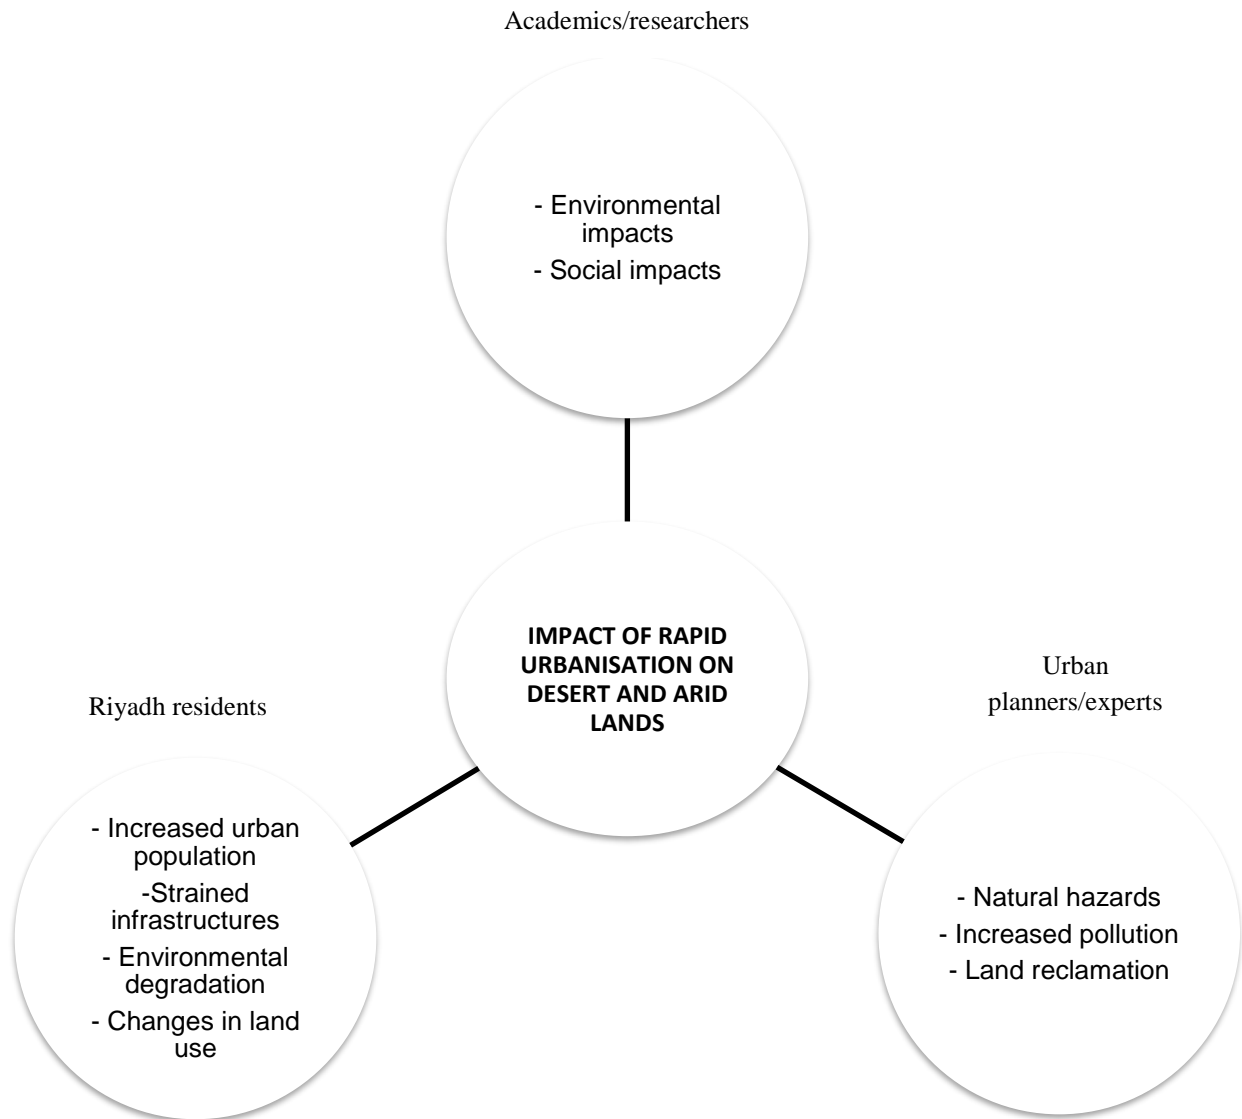 Academics/researchers
- Environmental
impacts
- Social impacts
IMPACT OF RAPID
URBANISATION ON
DESERT AND ARID
LANDS
Riyadh residents
- Increased urban
population
-Strained
infrastructures
- Environmental
degradation
- Changes in land
use
Urban
planners/experts
- Natural hazards
- Increased pollution
- Land reclamation